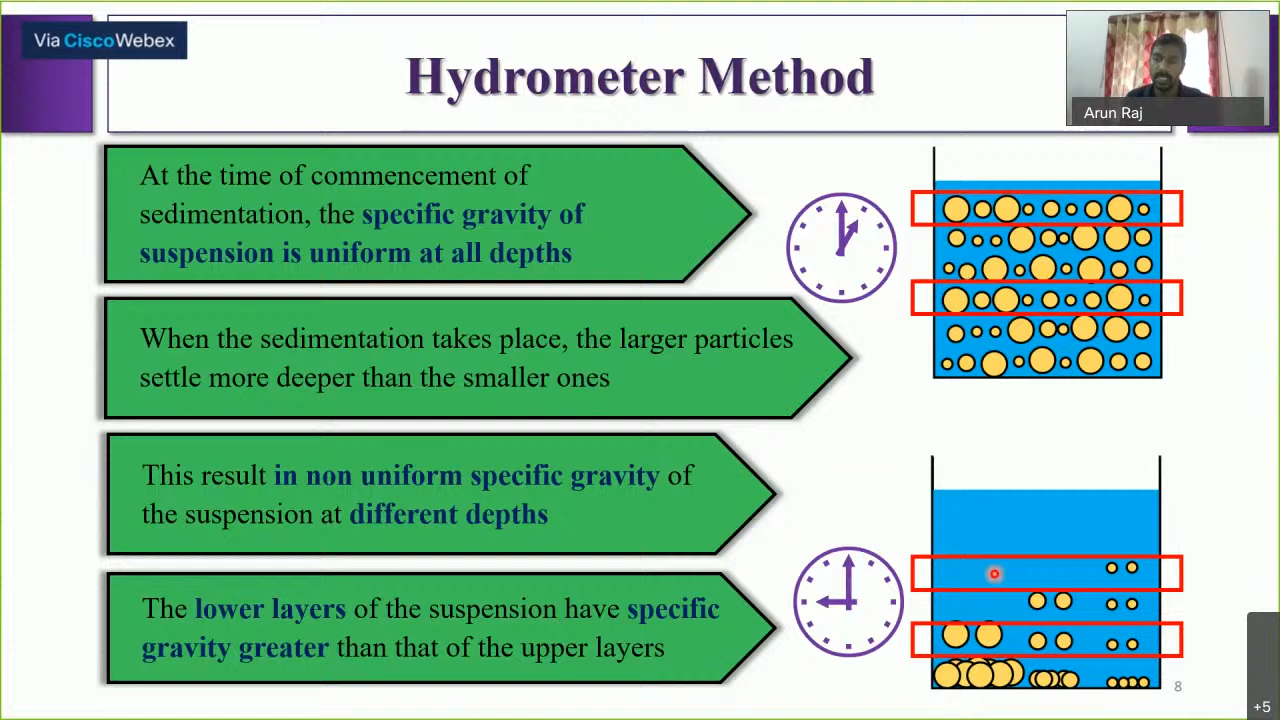 Via CiscoWebex
Hydrometer Method
Arun Raj
At the time of commencement of
sedimentation, the specific gravity of
suspension is uniform at all depths
When the sedimentation takes place, the larger particles
settle more deeper than the smaller ones
This result in non uniform specific gravity of
the suspension at different depths
The lower layers of the suspension have specific
gravity greater than that of the upper layers
8
+5